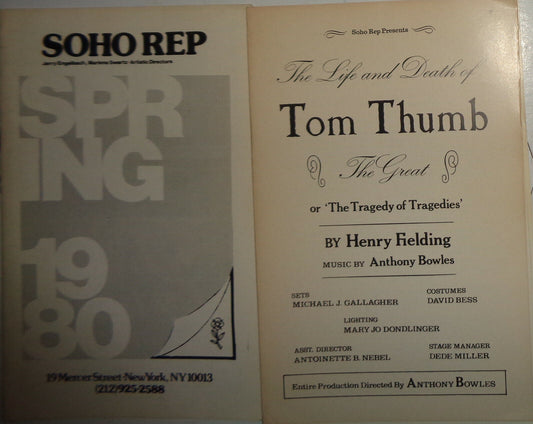 SOHO REP
Jerry Engelbach, Marlene Swartz · Artistic Directors
SPR
ING
19
80
19 Mercer Street · New York, NY 10013
(212) 925-2588
Soho Rep Presents
The Life and Death of
Tom Thumb
The Great
or 'The Tragedy of Tragedies'
BY Henry Fielding
MUSIC BY Anthony Bowles
SETS
MICHAEL J. GALLAGHER
COSTUMES
DAVID BESS
LIGHTING
MARY JO DONDLINGER
ASST. DIRECTOR
ANTOINETTE B. NEBEL
STAGE MANAGER
DEDE MILLER
Entire Production Directed By ANTHONY BOWLES